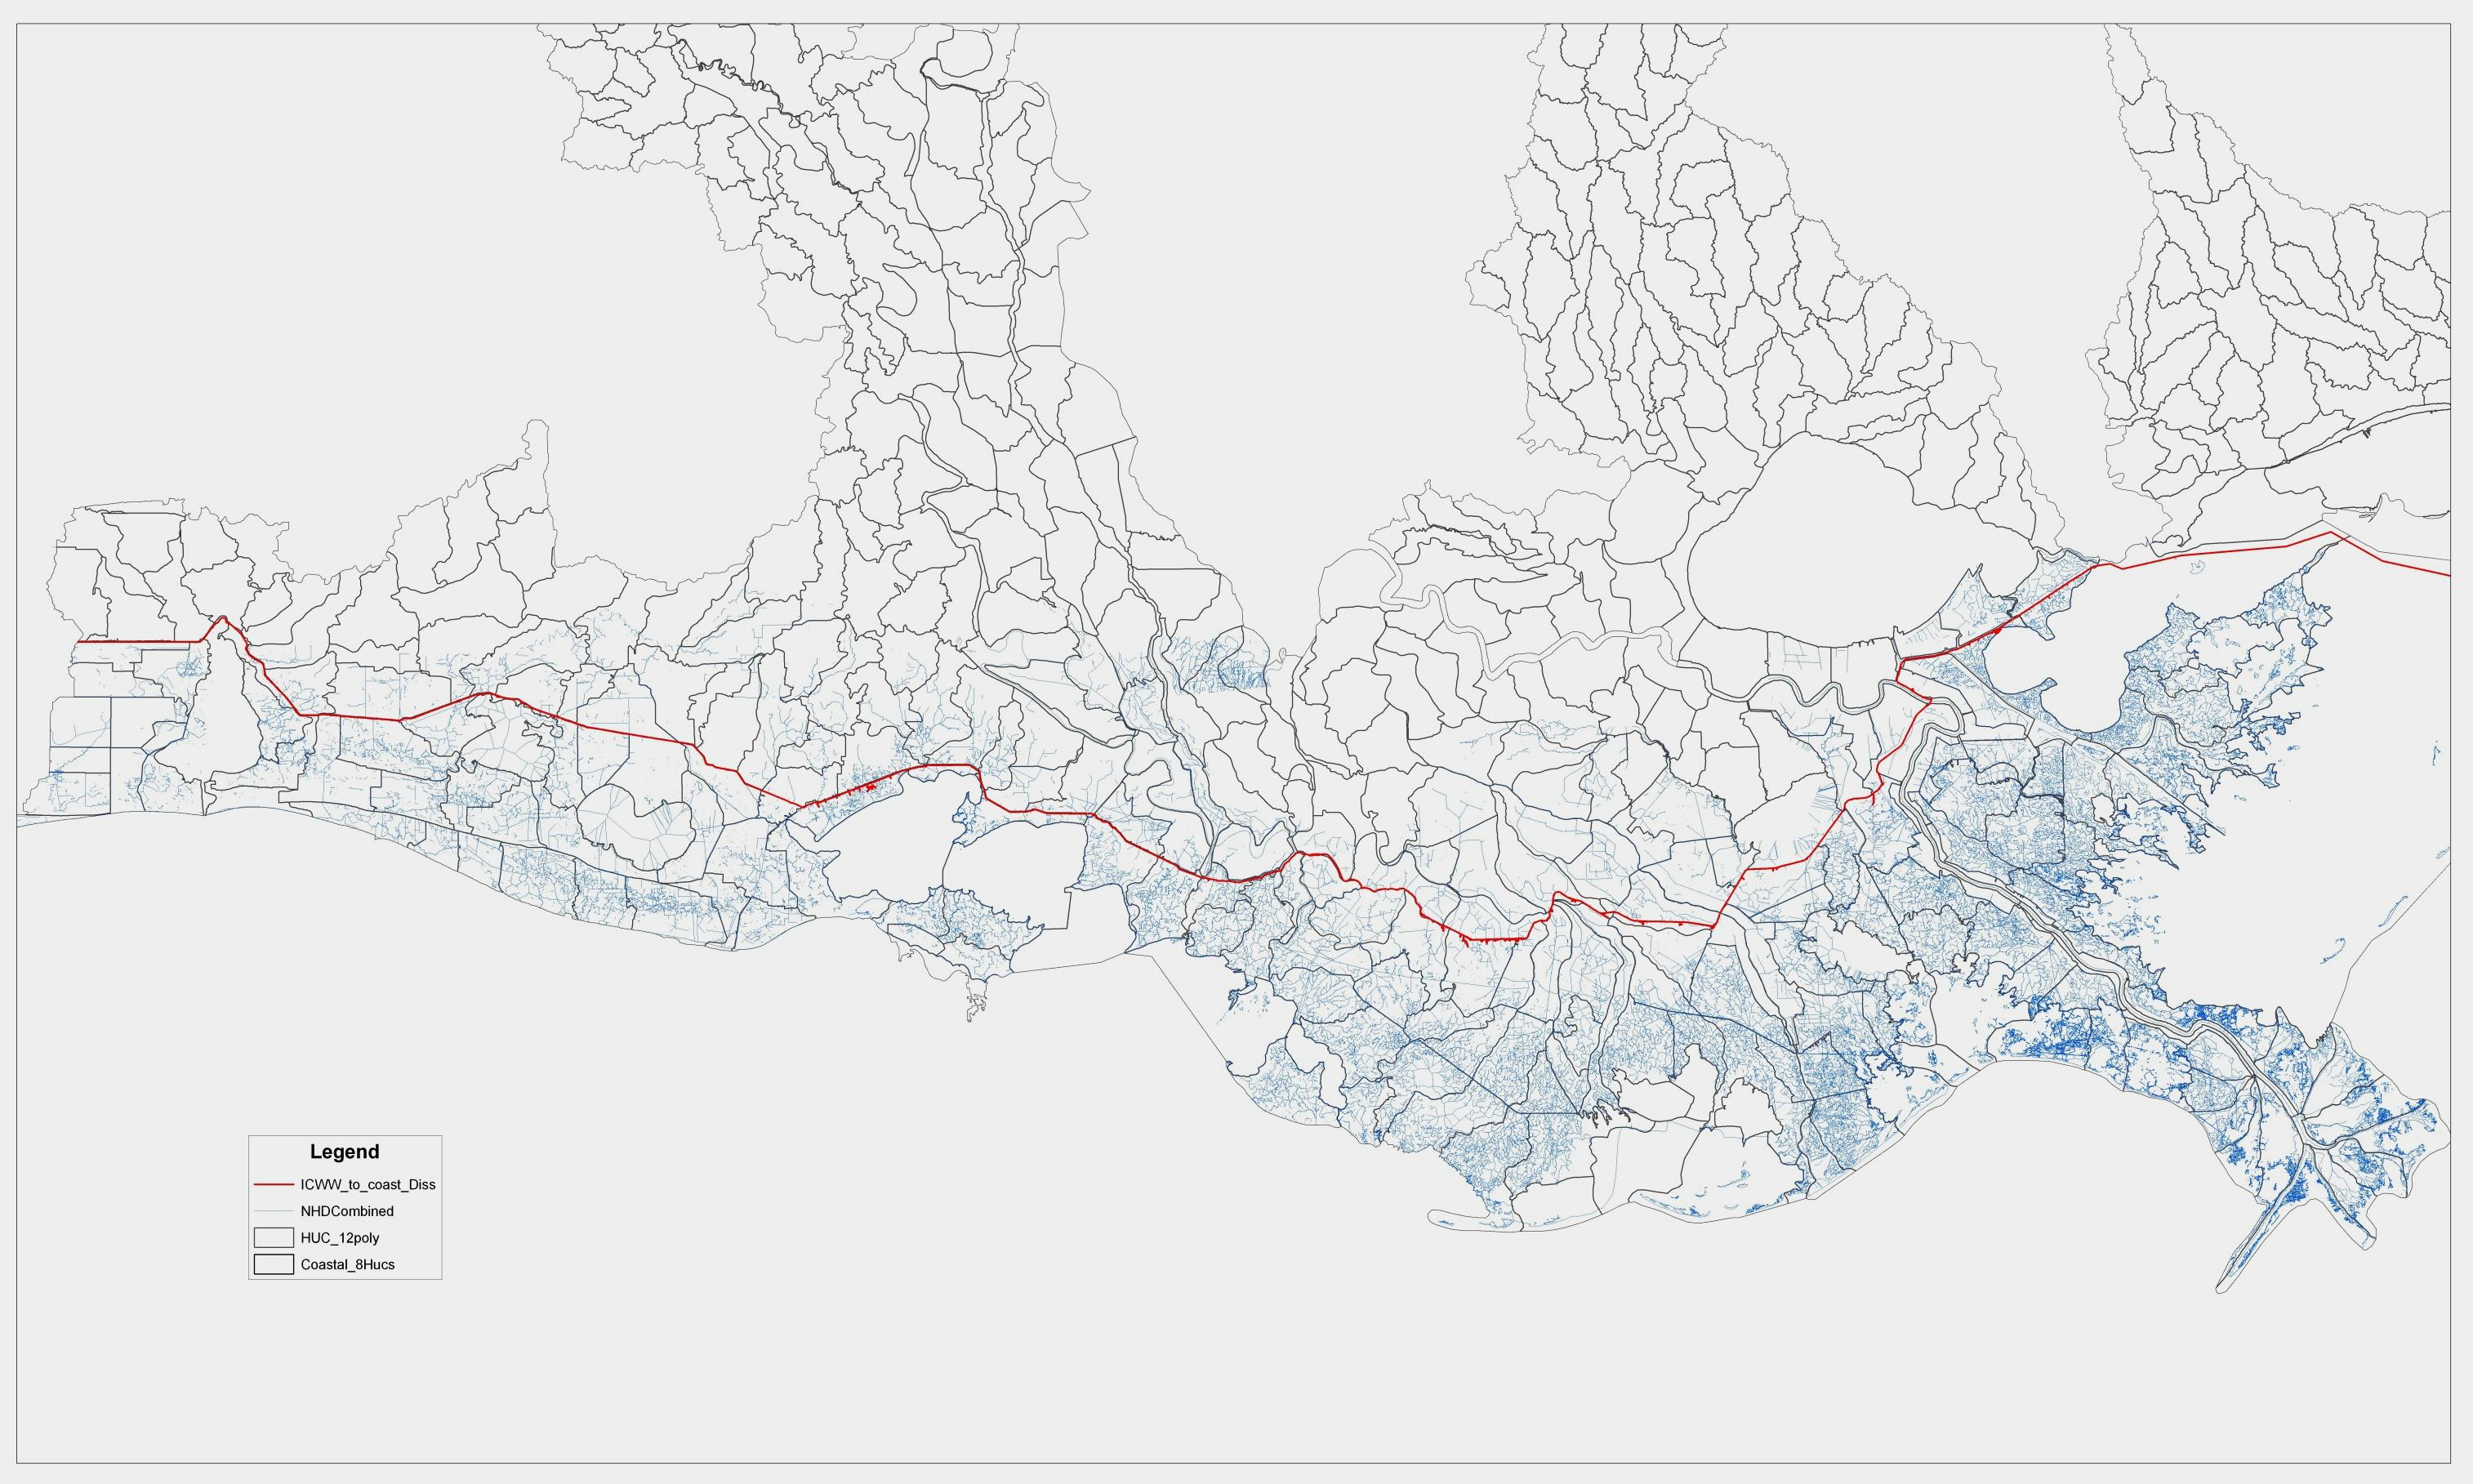 Legend
ICWW_to_coast_Diss
NHDCombined
HUC_12poly
Coastal_8Hucs